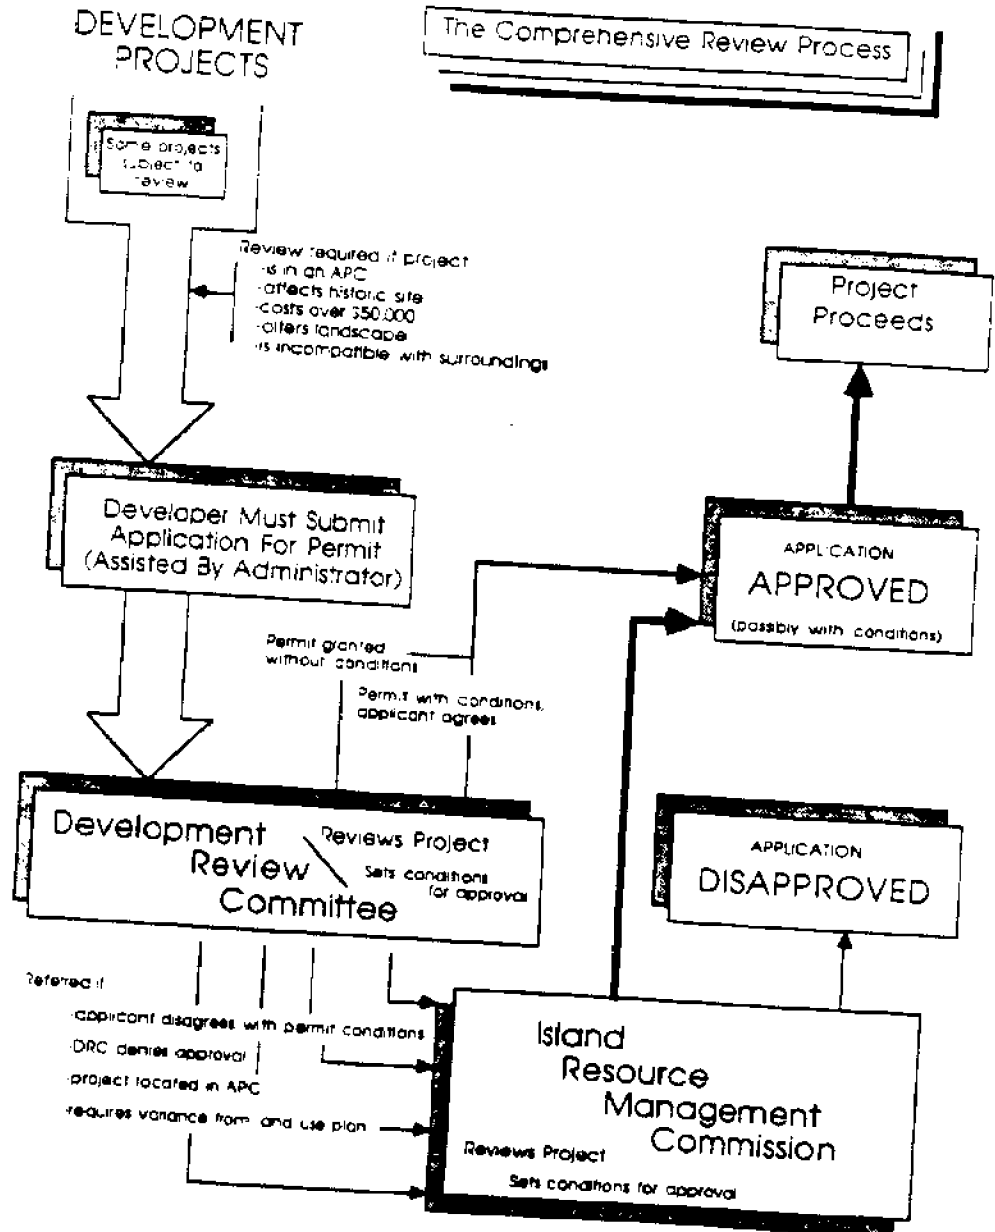 DEVELOPMENT
PROJECTS
The Comprehensive Review Process
Some projects
subject to
review
Review required if project
-is in an APC
-affects historic site
-costs over $50,000
-alters landscape
-is incompatible with surroundings
Project
Proceeds
Developer Must Submit
Application For Permit
(Assisted By Administrator)
APPLICATION
APPROVED
(possibly with conditions)
Permit granted
without conditions
Permit with conditions,
applicant agrees
Development
Review
Committee
Reviews Project
Sets conditions
for approval
APPLICATION
DISAPPROVED
Referred if
-applicant disagrees with permit conditions
-DRC denies approval
-project located in APC
-requires variance from and use plan
Island
Resource
Management
Commission
Reviews Project
Sets conditions for approval